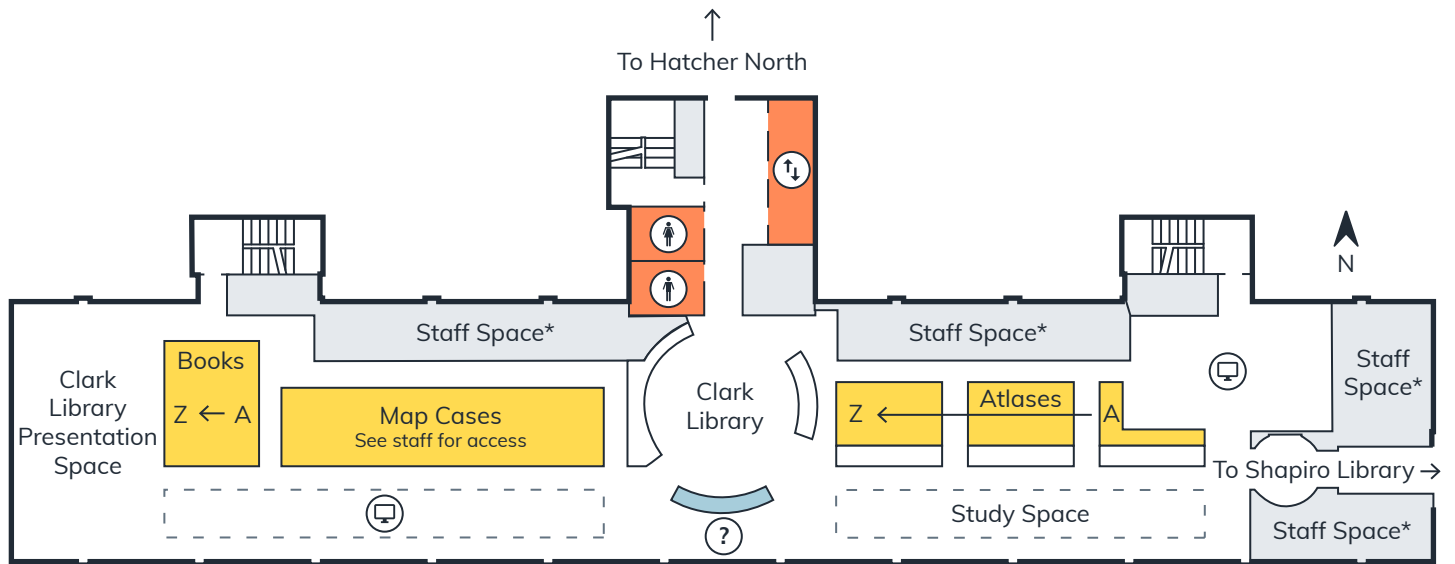 To Hatcher North
N
Staff Space*
Staff Space*
Staff
Space*
Books
Z
A
Clark
Library
Presentation
Space
Map Cases
See staff for access
Clark
Library
Atlases
Z
A
To Shapiro Library
Study Space
Staff Space*
?